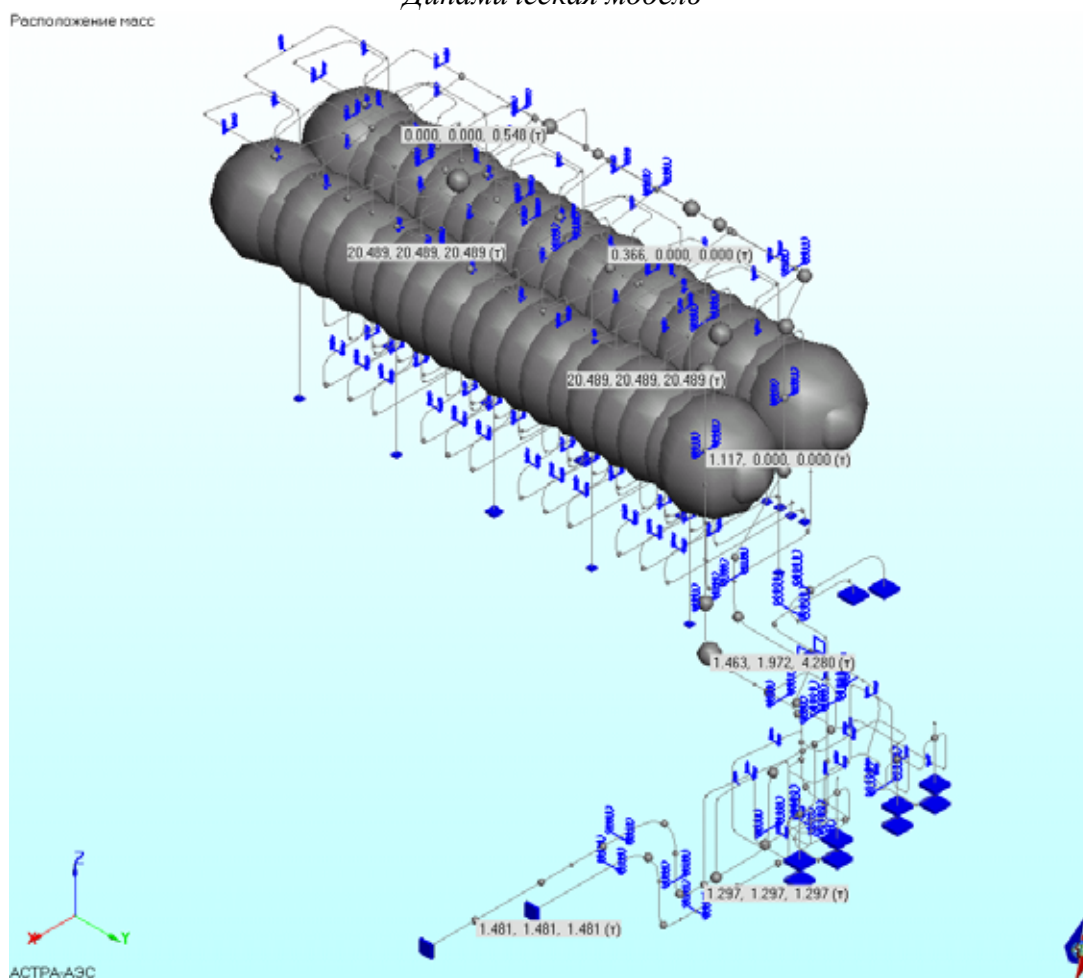 Динамическая модель
Расположение масс
0.000, 0.000, 0.548 (т)
20.489, 20.489, 20.489 (т)
0.366, 0.000, 0.000 (т)
20.489, 20.489, 20.489 (т)
1.117, 0.000, 0.000 (т)
1.463, 1.972, 4.280 (т)
1.297, 1.297, 1.297 (т)
1.481, 1.481, 1.481 (т)
Z
X
Y
АСТРА-АЭС